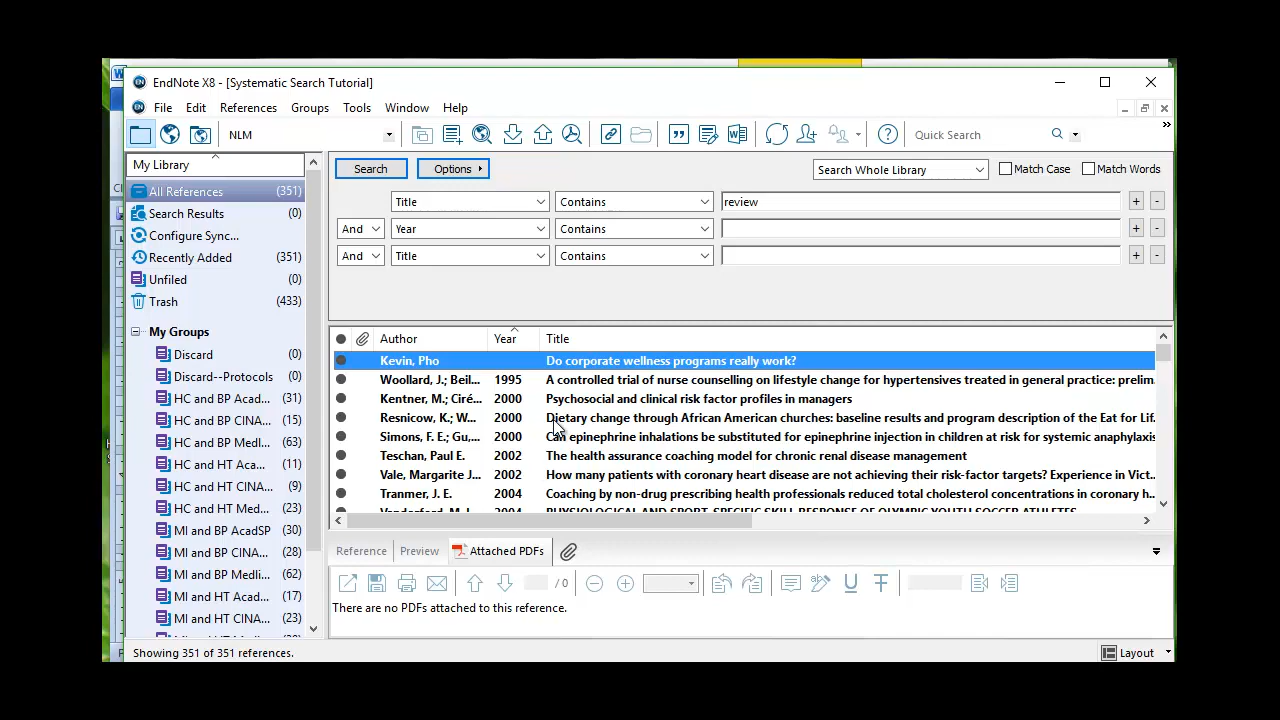 EndNote X8 - [Systematic Search Tutorial]
File Edit References Groups Tools Window Help
NLM
Quick Search
My Library
All References (351)
Search Results (0)
Configure Sync...
Recently Added (351)
Unfiled (0)
Trash (433)
My Groups
Discard (0)
Discard--Protocols (0)
HC and BP Acad... (31)
HC and BP CINA... (15)
HC and BP Medl... (63)
HC and HT Aca... (11)
HC and HT CINA... (9)
HC and HT Med... (23)
MI and BP AcadSP (30)
MI and BP CINA... (28)
MI and BP Medli... (62)
MI and HT Acad... (17)
MI and HT CINA... (23)
Search Options Search Whole Library Match Case Match Words
Title Contains review + -
And Year Contains + -
And Title Contains + -
Author Year Title
Kevin, Pho Do corporate wellness programs really work?
Woollard, J.; Beil... 1995 A controlled trial of nurse counselling on lifestyle change for hypertensives treated in general practice: prelim.
Kentner, M.; Ciré... 2000 Psychosocial and clinical risk factor profiles in managers
Resnicow, K.; W... 2000 Dietary change through African American churches: baseline results and program description of the Eat for Lif.
Simons, F. E.; Gu,... 2000 Can epinephrine inhalations be substituted for epinephrine injection in children at risk for systemic anaphylaxis
Teschan, Paul E. 2002 The health assurance coaching model for chronic renal disease management
Vale, Margarite J... 2002 How many patients with coronary heart disease are not achieving their risk-factor targets? Experience in Vict...
Tranmer, J. E. 2004 Coaching by non-drug prescribing health professionals reduced total cholesterol concentrations in coronary h...
2004 PHYSIOLOGICAL AND SPORT-SPECIFIC SKILL RESPONSE OF OLYMPIC YOUTH SOCCER ATHLETES
Reference Preview Attached PDFs
/ 0
There are no PDFs attached to this reference.
Showing 351 of 351 references.
Layout